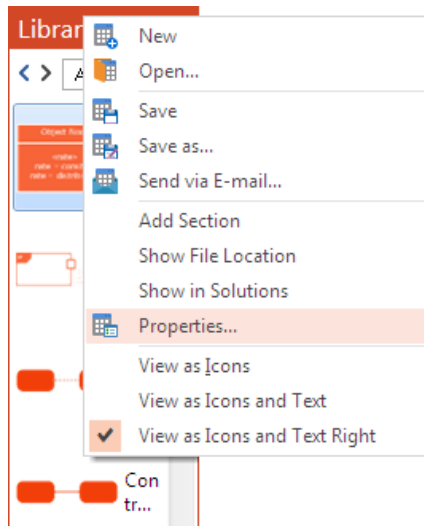 Librar
New
Open...
Save
Save as...
Send via E-mail...
Add Section
Show File Location
Show in Solutions
Properties...
View as Icons
View as Icons and Text
View as Icons and Text Right
Con
tr...